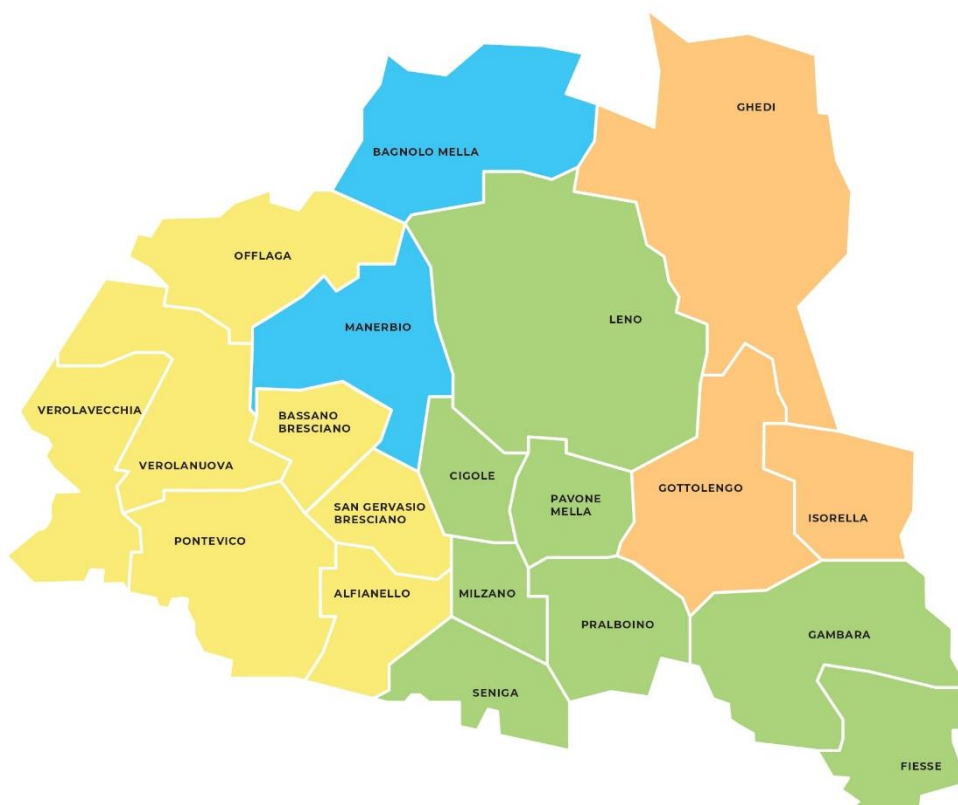 GHEDI
BAGNOLO MELLA
OFFLAGA
LENO
MANERBIO
VEROLAVECCHIA
BASSANO
BRESCIANO
VEROLANUOVA
CIGOLE
GOTTOLENGO
PAVONE
MELLA
SAN GERVASIO
BRESCIANO
ISORELLA
PONTEVICO
ALFIANELLO
MILZANO
PRALBOINO
GAMBARA
SENIGA
FIESSE